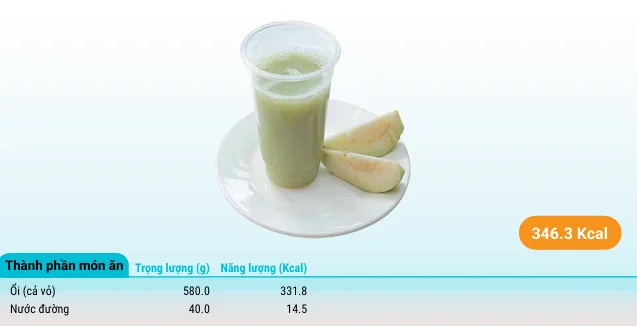 346.3 Kcal
Thành phần món ăn Trọng lượng (g) Năng lượng (Kcal)
Ổi (cả vỏ) 580.0 331.8
Nước đường 40.0 14.5